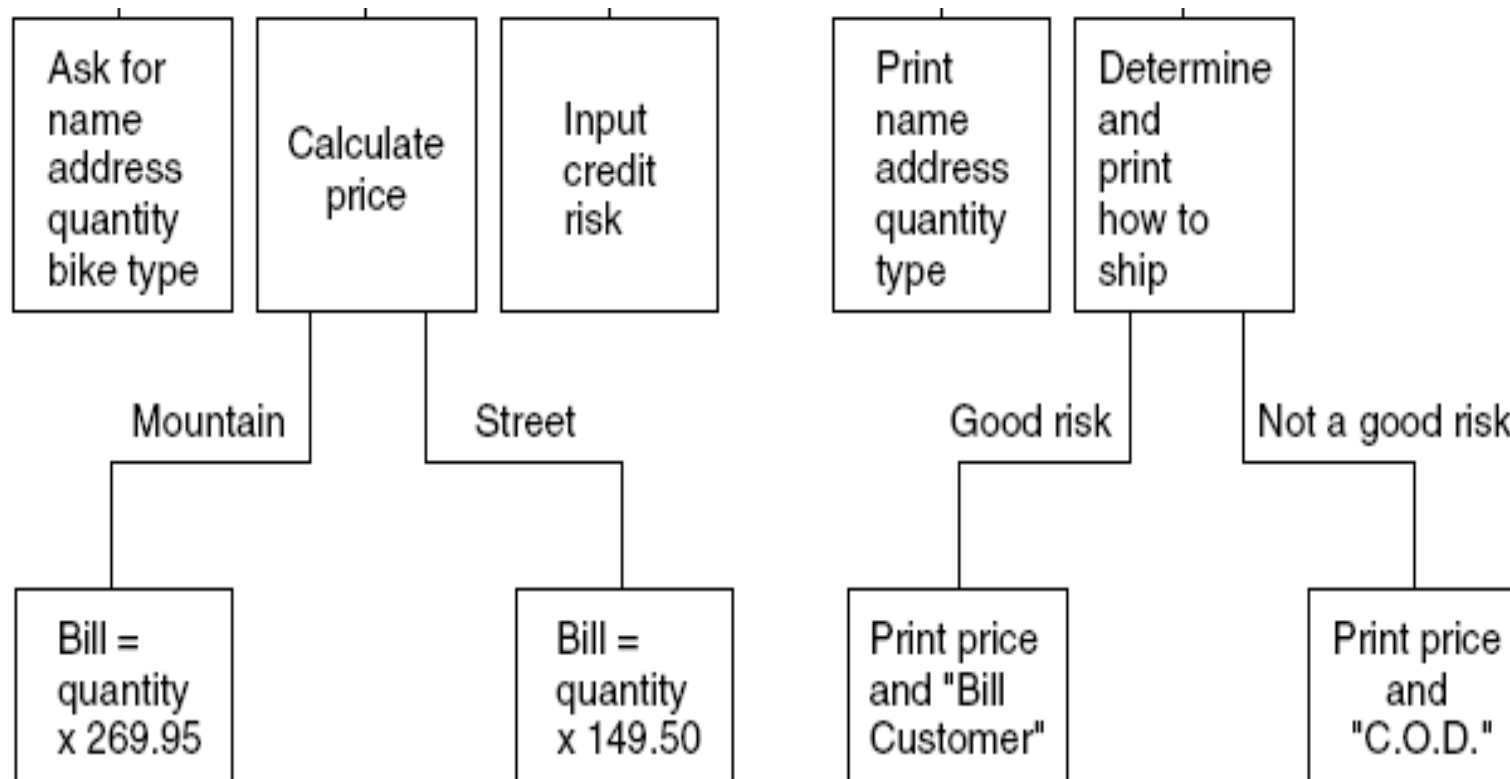 Ask for
name
address
quantity
bike type
Calculate
price
Input
credit
risk
Print
name
address
quantity
type
Determine
and
print
how to
ship
Mountain
Street
Good risk
Not a good risk
Bill =
quantity
x 269.95
Bill =
quantity
x 149.50
Print price
and "Bill
Customer"
Print price
and
"C.O.D."